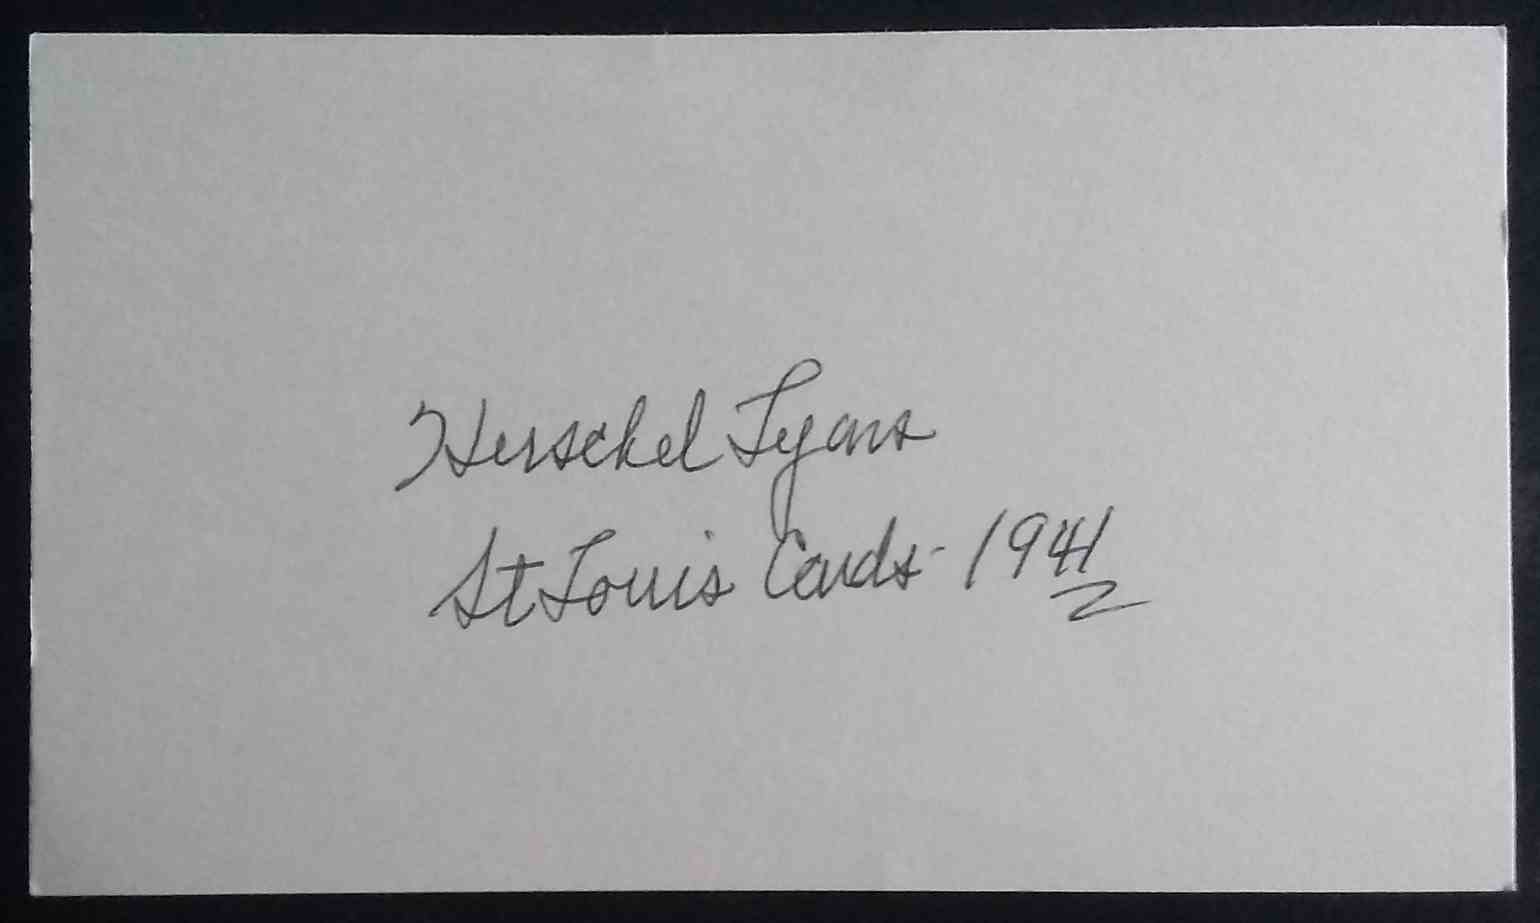 Herschel Lyons
St Louis Cards - 1941